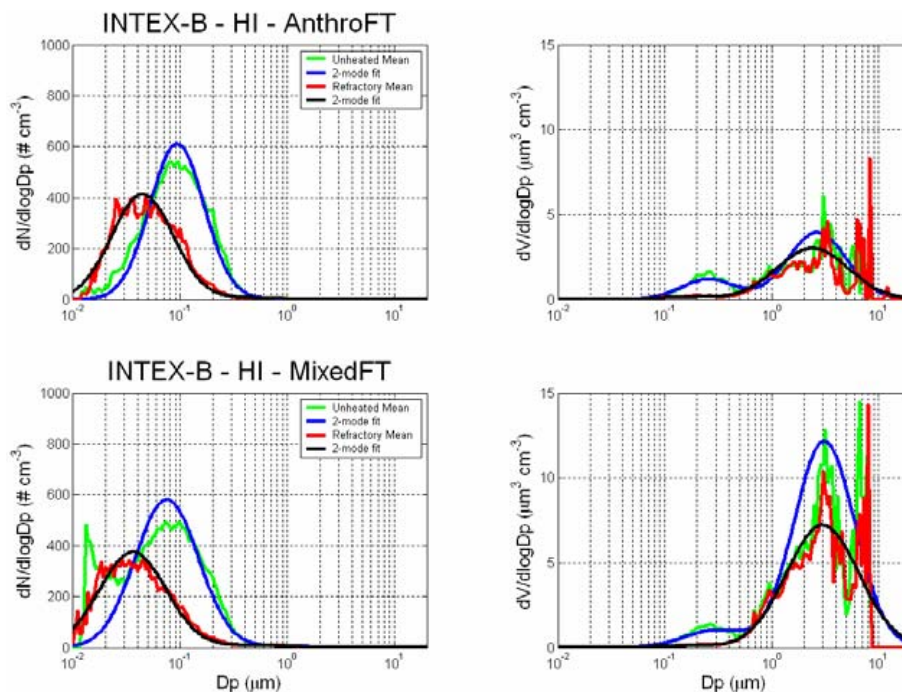 INTEX-B - HI - AnthroFT
1000
800
600
400
200
0
dN/dlogDp (# cm-3)
Unheated Mean
2-mode fit
Refractory Mean
2-mode fit
10-2
10-1
100
101
15
10
5
0
dV/dlogDp (μm3 cm-3)
10-2
10-1
100
101
INTEX-B - HI - MixedFT
1000
800
600
400
200
0
dN/dlogDp (# cm-3)
Unheated Mean
2-mode fit
Refractory Mean
2-mode fit
10-2
10-1
100
101
Dp (μm)
15
10
5
0
dV/dlogDp (μm3 cm-3)
10-2
10-1
100
101
Dp (μm)